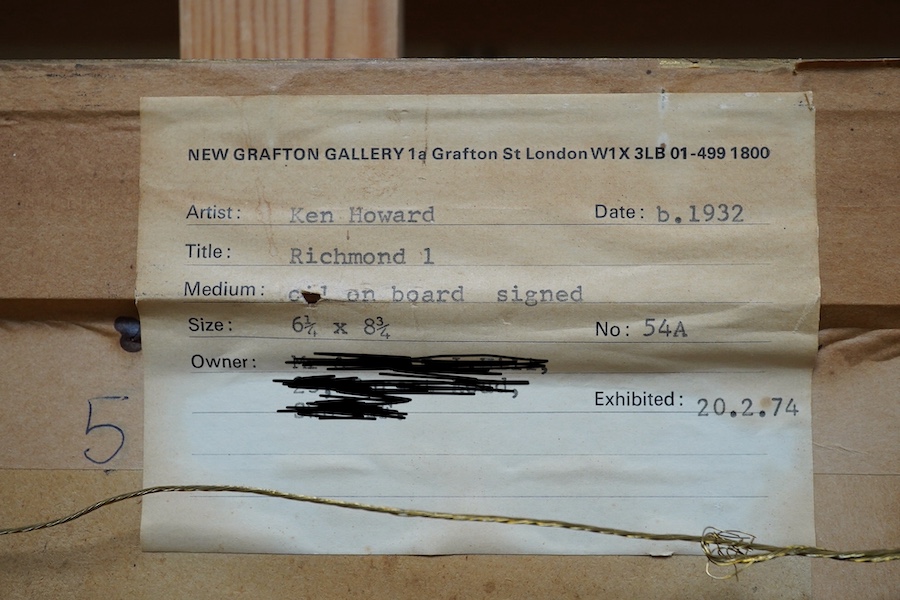 NEW GRAFTON GALLERY 1a Grafton St London W1X 3LB 01-499 1800
Artist: Ken Howard Date: b.1932
Title: Richmond 1
Medium: oil on board signed
Size: 6¼ x 8¾ No: 54A
Owner:
Exhibited: 20.2.74
5